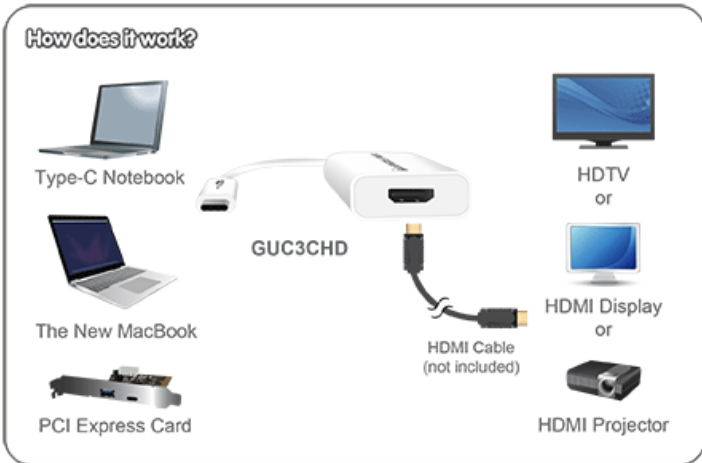 How does it work?
Type-C Notebook
The New MacBook
PCI Express Card
GUC3CHD
HDMI Cable
(not included)
HDTV
or
HDMI Display
or
HDMI Projector